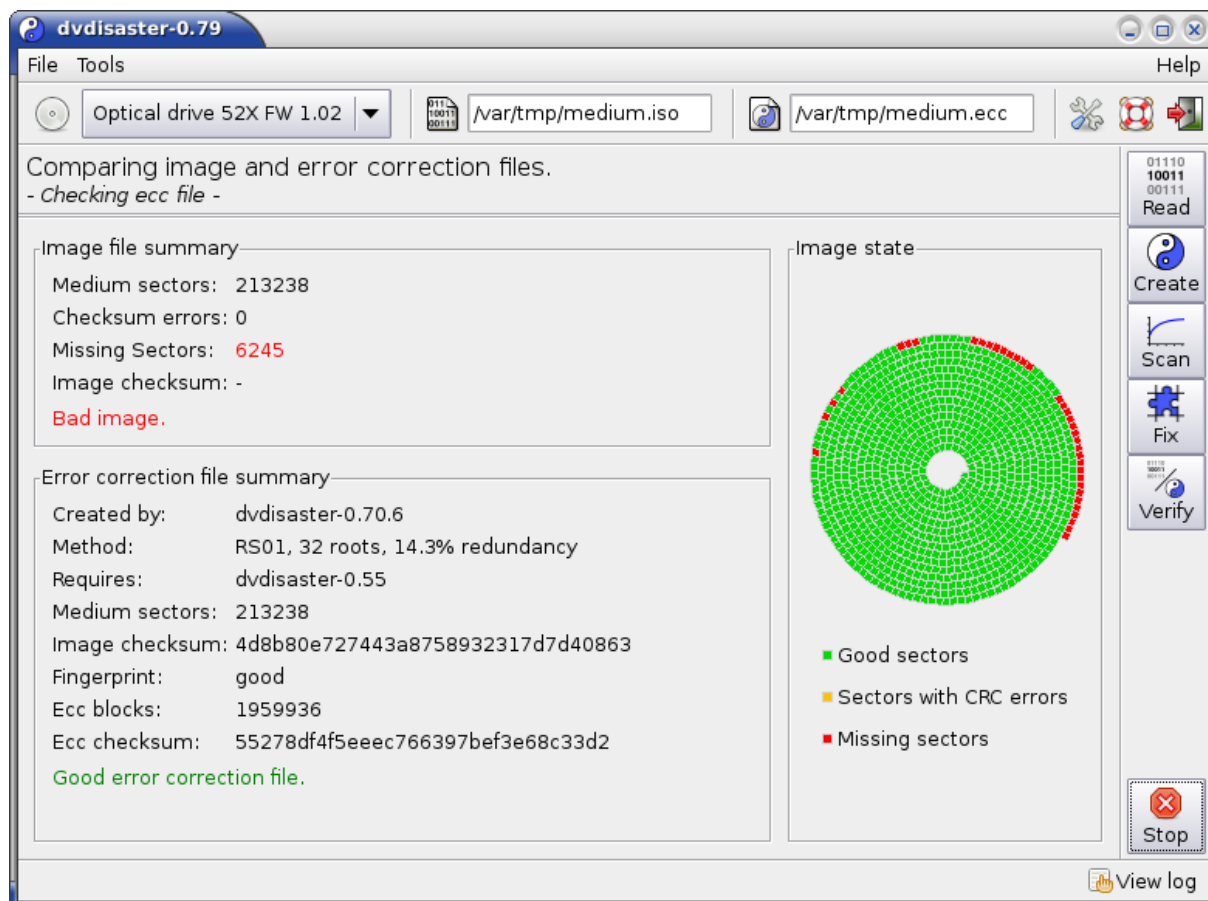 dvdisaster-0.79
File Tools Help
Optical drive 52X FW 1.02
/var/tmp/medium.iso
/var/tmp/medium.ecc
Comparing image and error correction files.
- Checking ecc file -
Image file summary
Medium sectors: 213238
Checksum errors: 0
Missing Sectors: 6245
Image checksum: -
Bad image.
Error correction file summary
Created by: dvdisaster-0.70.6
Method: RS01, 32 roots, 14.3% redundancy
Requires: dvdisaster-0.55
Medium sectors: 213238
Image checksum: 4d8b80e727443a8758932317d7d40863
Fingerprint: good
Ecc blocks: 1959936
Ecc checksum: 55278df4f5eeec766397bef3e68c33d2
Good error correction file.
Image state
Good sectors
Sectors with CRC errors
Missing sectors
01110
10011
00111
Read
Create
Scan
Fix
Verify
Stop
View log